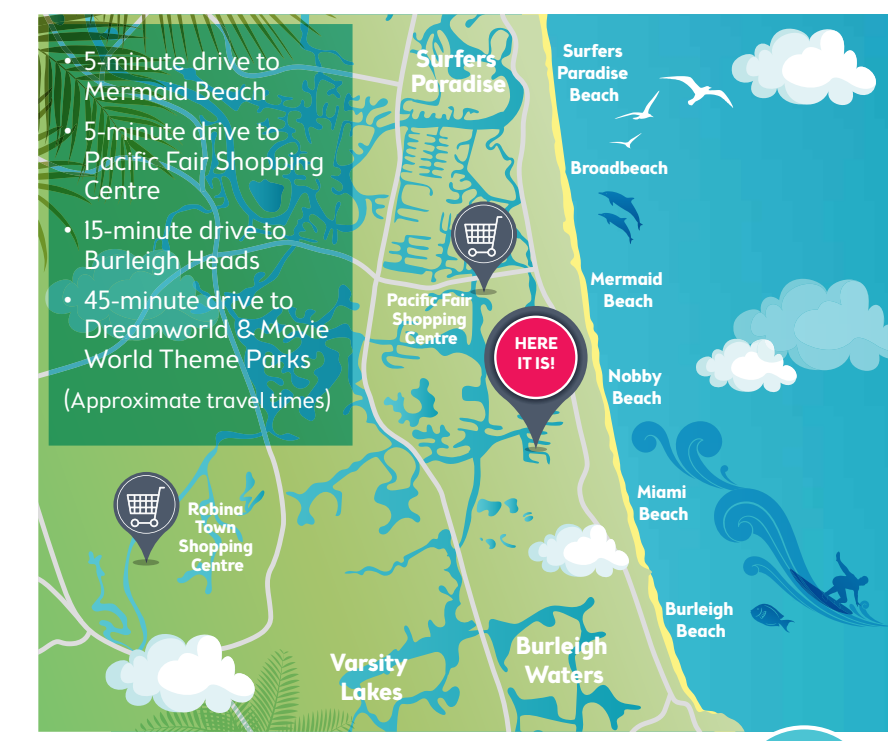 • 5-minute drive to
Mermaid Beach
• 5-minute drive to
Pacific Fair Shopping
Centre
• 15-minute drive to
Burleigh Heads
• 45-minute drive to
Dreamworld & Movie
World Theme Parks
(Approximate travel times)
Surfers
Paradise
Surfers
Paradise
Beach
Broadbeach
Mermaid
Beach
Pacific Fair
Shopping
Centre
HERE
IT IS!
Nobby
Beach
Miami
Beach
Robina
Town
Shopping
Centre
Burleigh
Beach
Varsity
Lakes
Burleigh
Waters